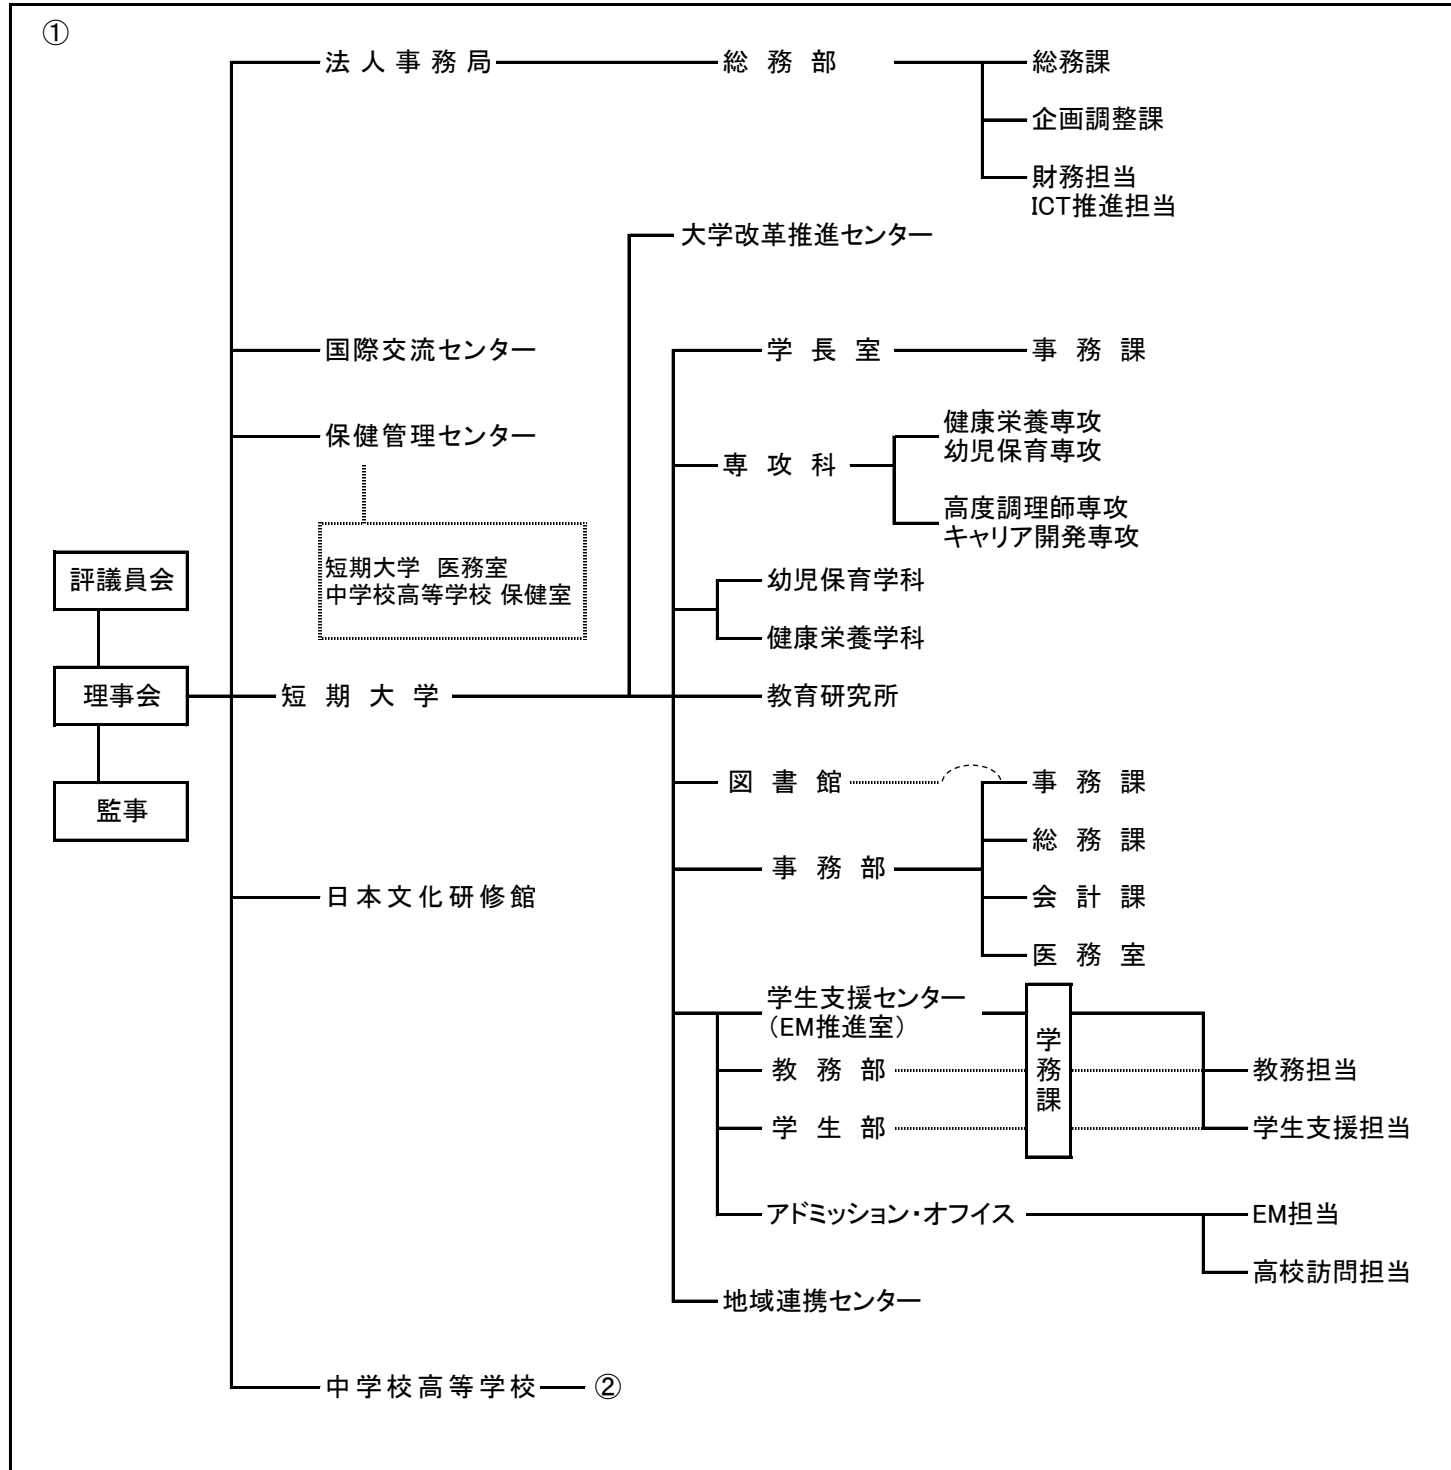 ①
法人事務局
総務部
総務課
企画調整課
財務担当
ICT推進担当
大学改革推進センター
国際交流センター
学長室
事務課
保健管理センター
専攻科
健康栄養専攻
幼児保育専攻
高度調理師専攻
キャリア開発専攻
短期大学 医務室
中学校高等学校 保健室
評議員会
幼児保育学科
健康栄養学科
理事会
短期大学
教育研究所
監事
図書館
事務課
総務課
事務部
日本文化研修館
会計課
医務室
学生支援センター
(EM推進室)
学務課
教務部
教務担当
学生部
学生支援担当
アドミッション・オフイス
EM担当
高校訪問担当
地域連携センター
中学校高等学校
②